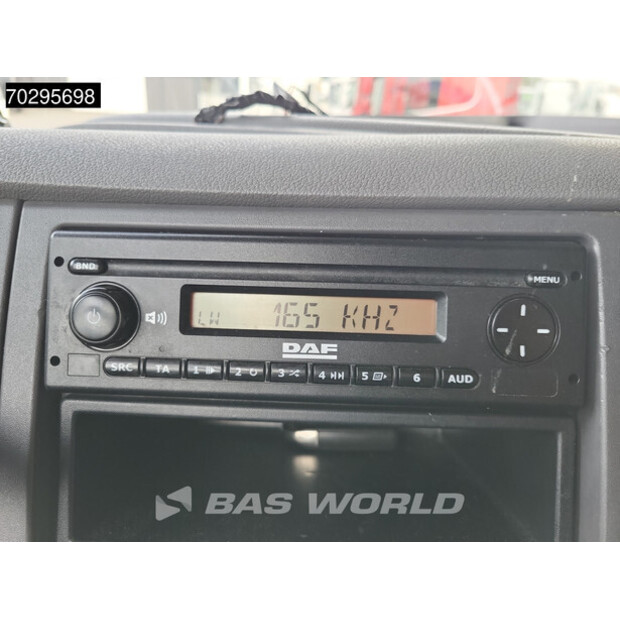 70295698
BND
MENU
LW 165 KHZ
DAF
SRC TA 1 2 3 4 5 6 AUD
BAS WORLD